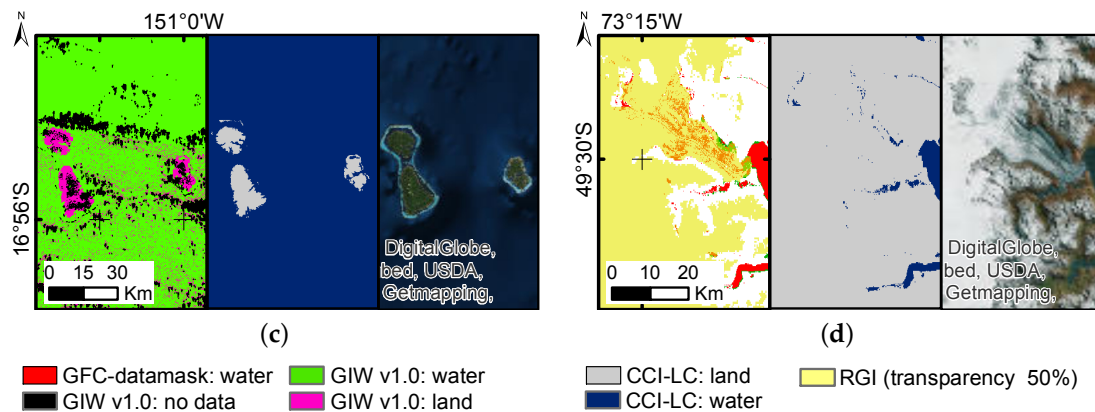 N
151°0'W
N
73°15'W
16°56'S
49°30'S
0 15 30
Km
DigitalGlobe,
bed, USDA,
Getmapping,
0 10 20
Km
DigitalGlobe,
bed, USDA,
Getmapping,
(c)
(d)
GFC-datamask: water
GIW v1.0: water
CCI-LC: land
RGI (transparency 50%)
GIW v1.0: no data
GIW v1.0: land
CCI-LC: water